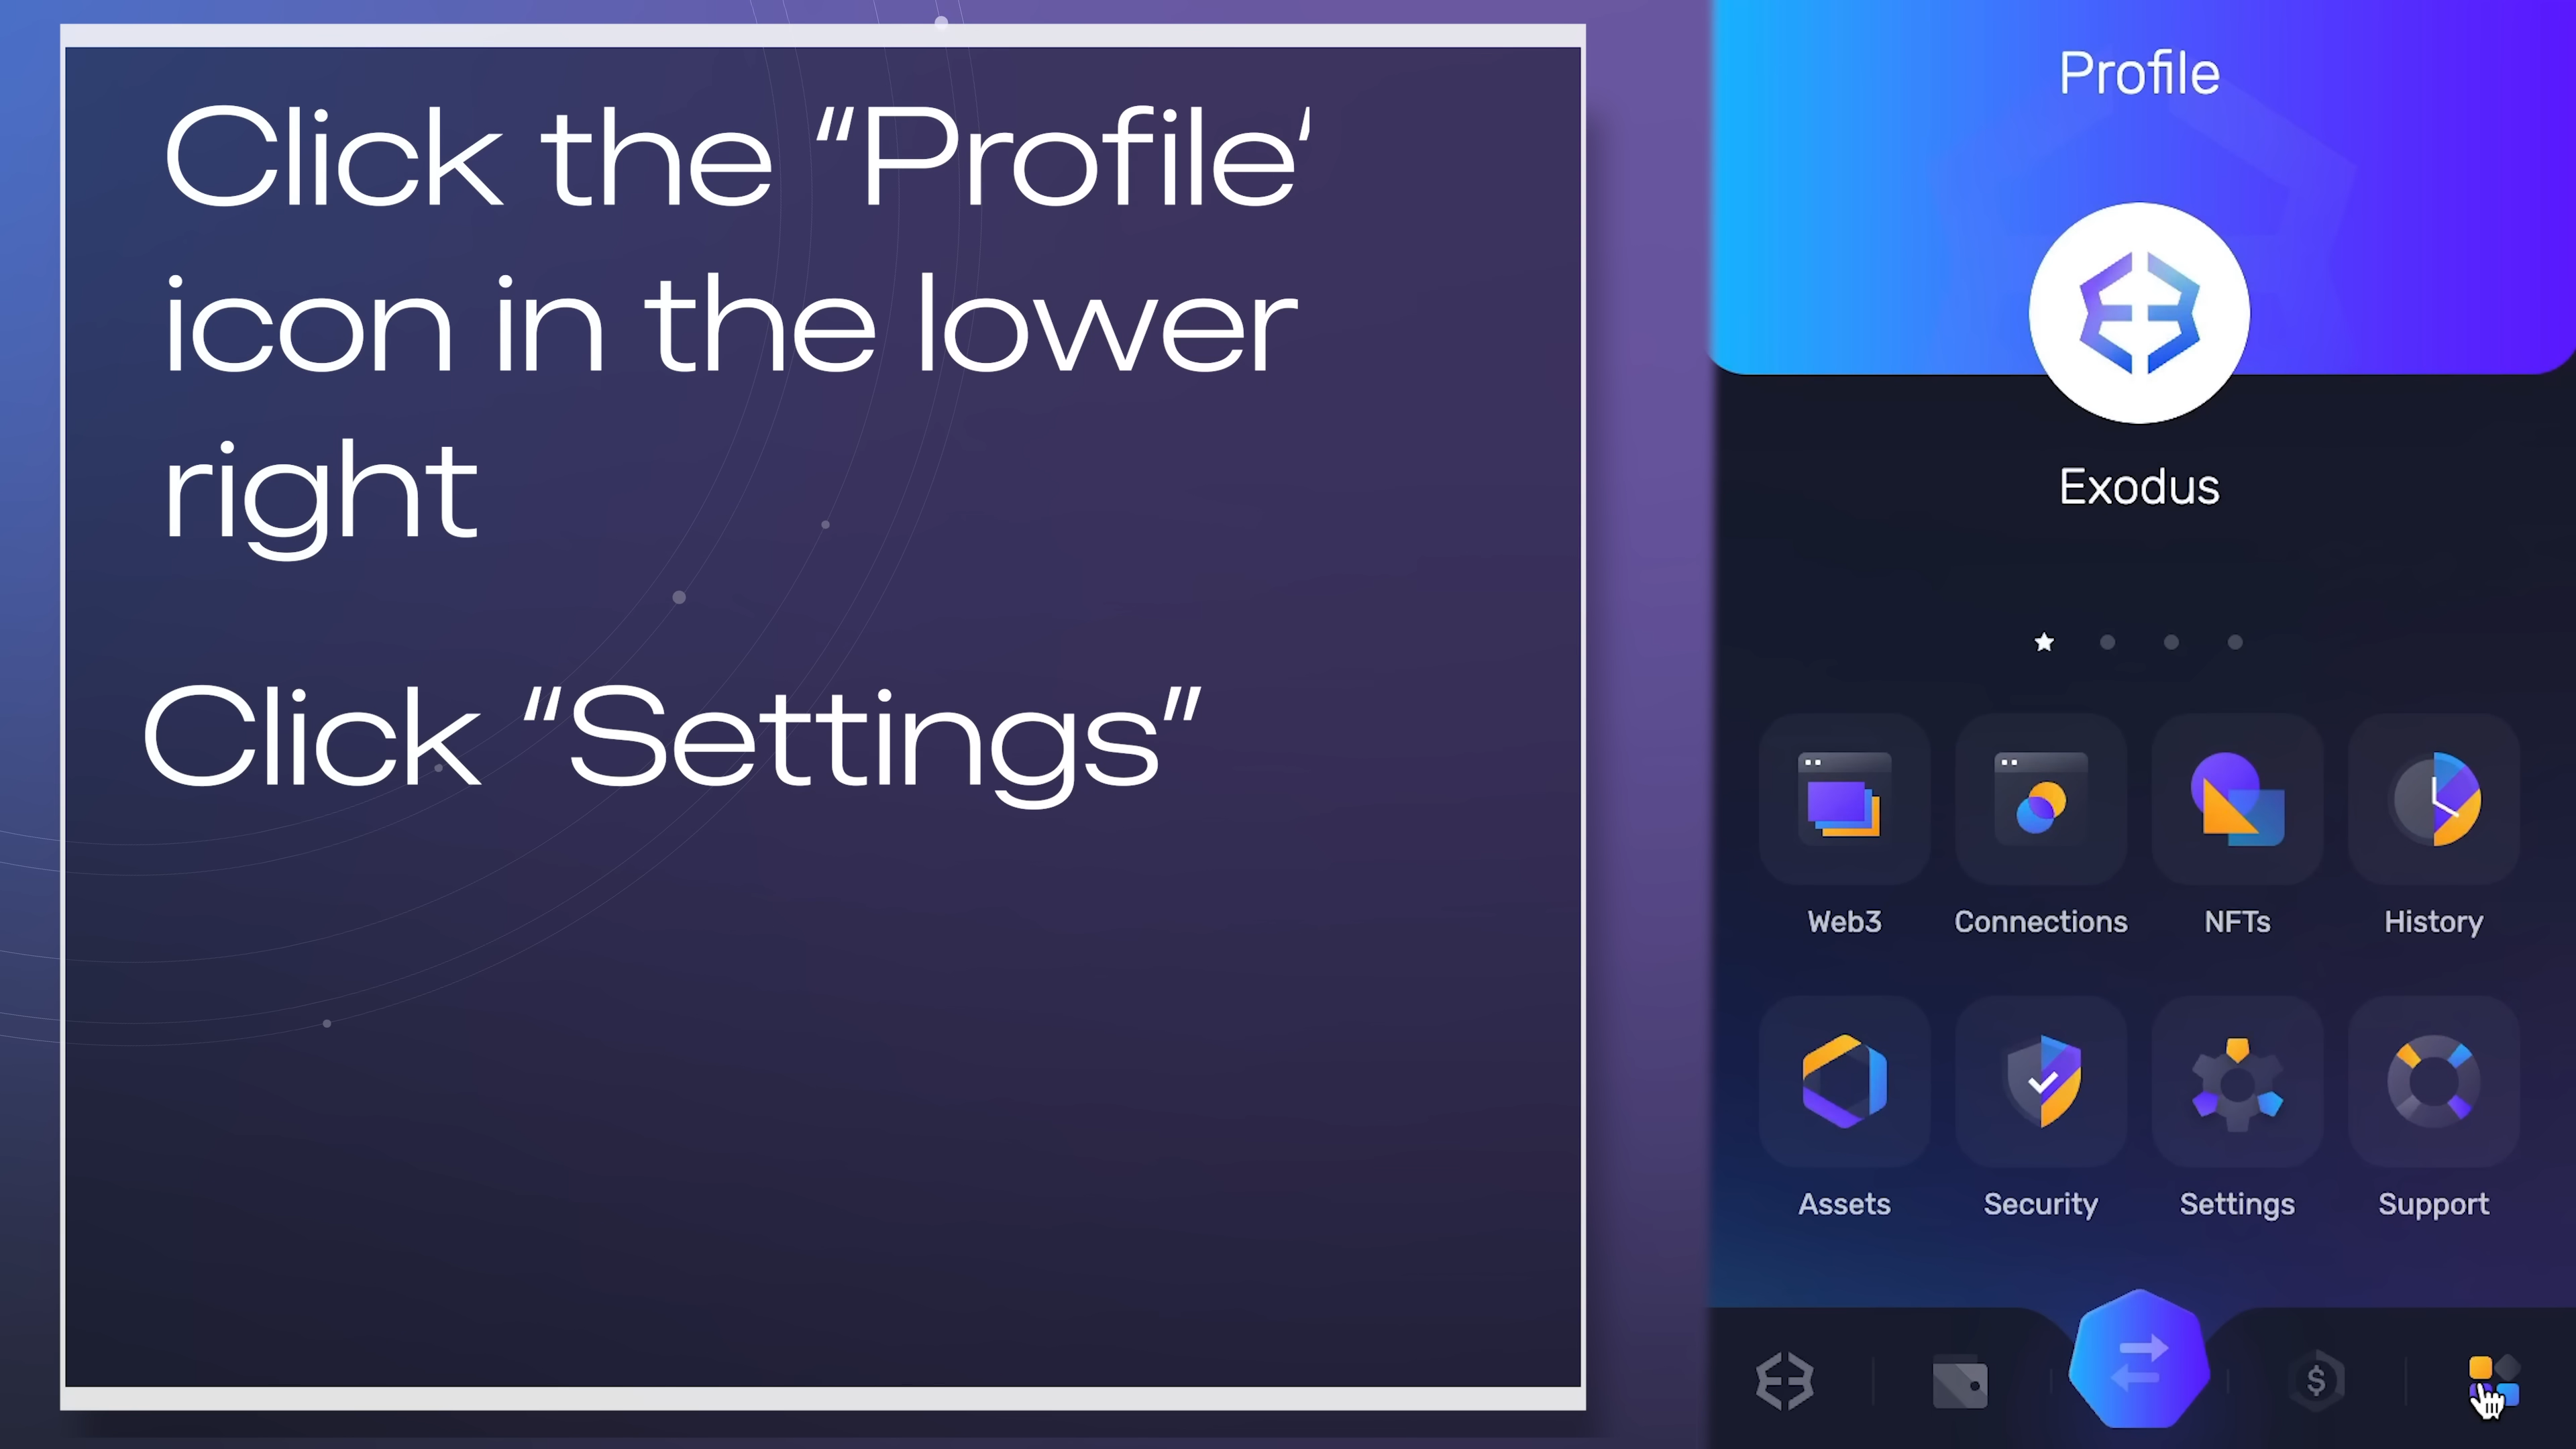 Click the “Profile‘
icon in the lower
right
Click “Settings”
Profile
Exodus
Web3
Connections
NFTs
History
Assets
Security
Settings
Support